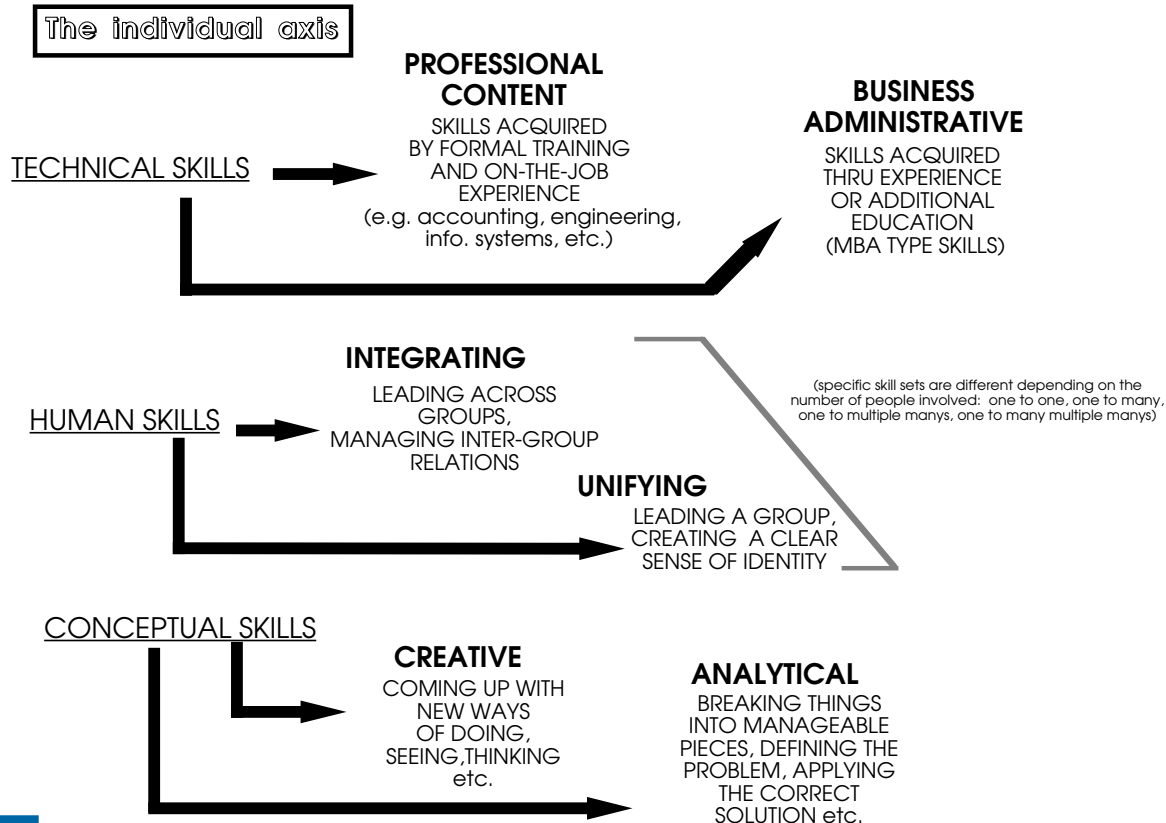 The individual axis
TECHNICAL SKILLS
PROFESSIONAL
CONTENT
SKILLS ACQUIRED
BY FORMAL TRAINING
AND ON-THE-JOB
EXPERIENCE
(e.g. accounting, engineering,
info. systems, etc.)
BUSINESS
ADMINISTRATIVE
SKILLS ACQUIRED
THRU EXPERIENCE
OR ADDITIONAL
EDUCATION
(MBA TYPE SKILLS)
HUMAN SKILLS
INTEGRATING
LEADING ACROSS
GROUPS,
MANAGING INTER-GROUP
RELATIONS
UNIFYING
LEADING A GROUP,
CREATING A CLEAR
SENSE OF IDENTITY
(specific skill sets are different depending on the
number of people involved: one to one, one to many,
one to multiple manys, one to many multiple manys)
CONCEPTUAL SKILLS
CREATIVE
COMING UP WITH
NEW WAYS
OF DOING,
SEEING,THINKING
etc.
ANALYTICAL
BREAKING THINGS
INTO MANAGEABLE
PIECES, DEFINING THE
PROBLEM, APPLYING
THE CORRECT
SOLUTION etc.